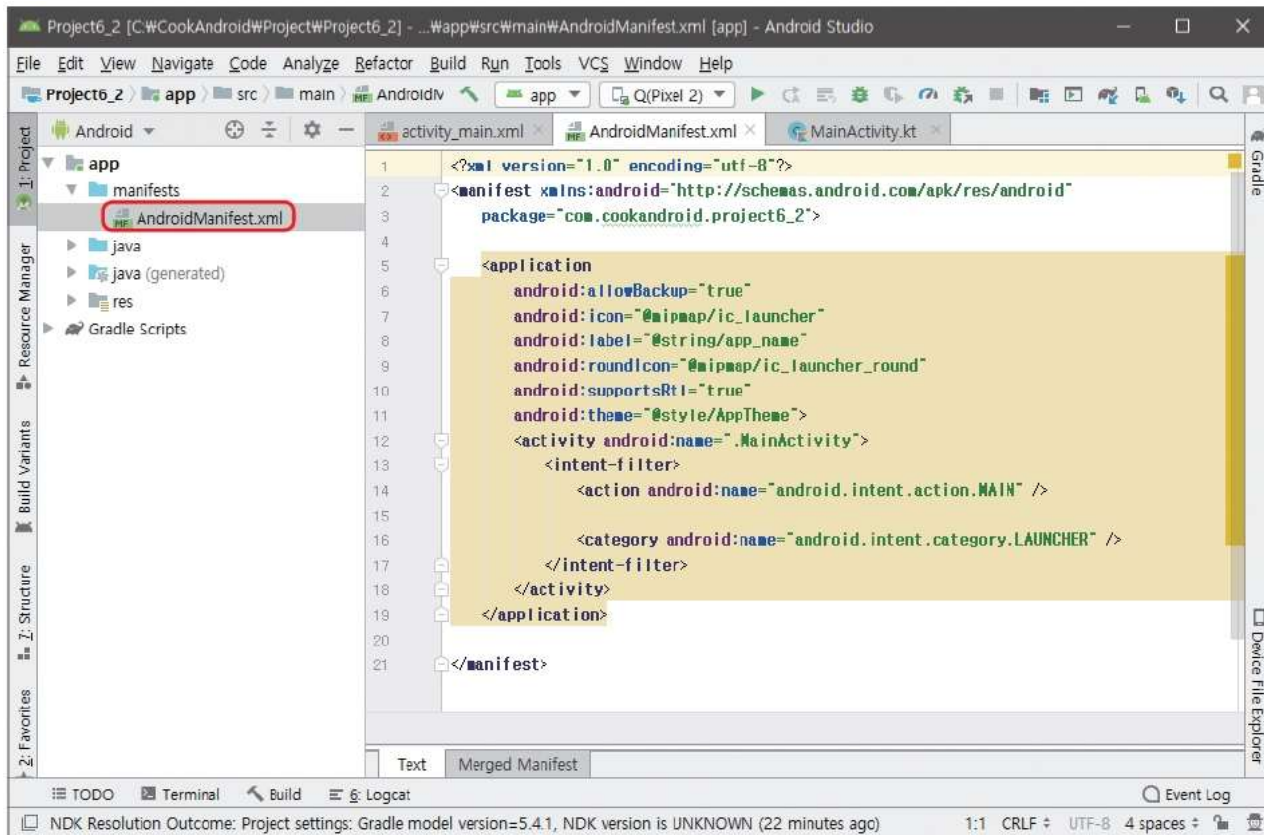 Project6_2 [C:₩CookAndroid₩Project₩Project6_2] - ...₩app₩src₩main₩AndroidManifest.xml [app] - Android Studio
File Edit View Navigate Code Analyze Refactor Build Run Tools VCS Window Help
Project6_2 app src main AndroidM app Q(Pixel 2)
1: Project
Resource Manager
Build Variants
Z: Structure
2: Favorites
Android
app
manifests
AndroidManifest.xml
java
java (generated)
res
Gradle Scripts
activity_main.xml AndroidManifest.xml MainActivity.kt
1 <?xml version="1.0" encoding="utf-8"?>
2 <manifest xmlns:android="http://schemas.android.com/apk/res/android"
3 package="com.cookandroid.project6_2">
4
5 <application
6 android:allowBackup="true"
7 android:icon="@mipmap/ic_launcher"
8 android:label="@string/app_name"
9 android:roundIcon="@mipmap/ic_launcher_round"
10 android:supportsRtl="true"
11 android:theme="@style/AppTheme">
12 <activity android:name=".MainActivity">
13 <intent-filter>
14 <action android:name="android.intent.action.MAIN" />
15
16 <category android:name="android.intent.category.LAUNCHER" />
17 </intent-filter>
18 </activity>
19 </application>
20
21 </manifest>
Text Merged Manifest
Gradle
Device File Explorer
TODO Terminal Build 6: Logcat Event Log
NDK Resolution Outcome: Project settings: Gradle model version=5.4.1, NDK version is UNKNOWN (22 minutes ago) 1:1 CRLF UTF-8 4 spaces